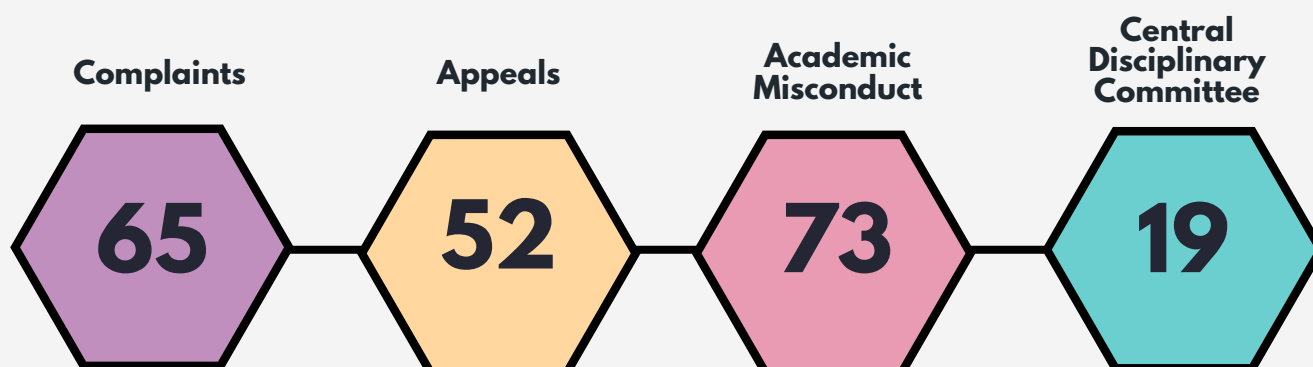 Complaints
65
Appeals
52
Academic
Misconduct
73
Central
Disciplinary
Committee
19